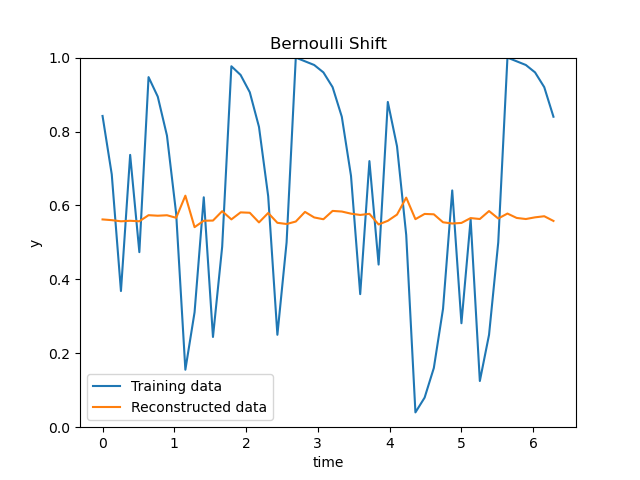 Bernoulli Shift
y
1.0
0.8
0.6
0.4
0.2
0.0
Training data
Reconstructed data
0 1 2 3 4 5 6
time